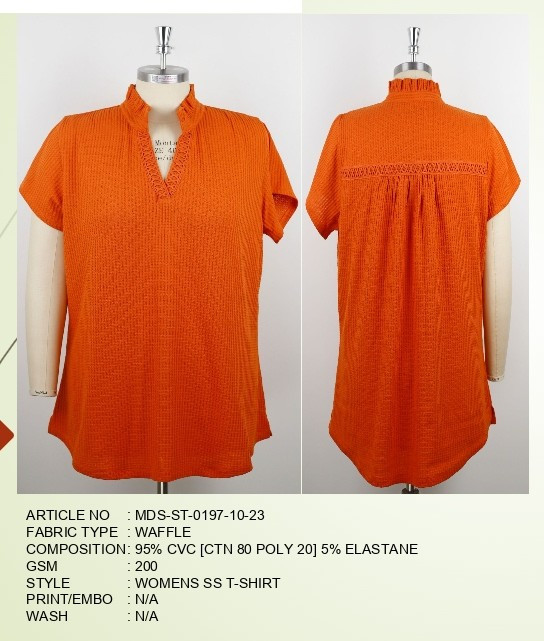 ARTICLE NO : MDS-ST-0197-10-23
FABRIC TYPE : WAFFLE
COMPOSITION : 95% CVC [CTN 80 POLY 20] 5% ELASTANE
GSM : 200
STYLE : WOMENS SS T-SHIRT
PRINT/EMBO : N/A
WASH : N/A